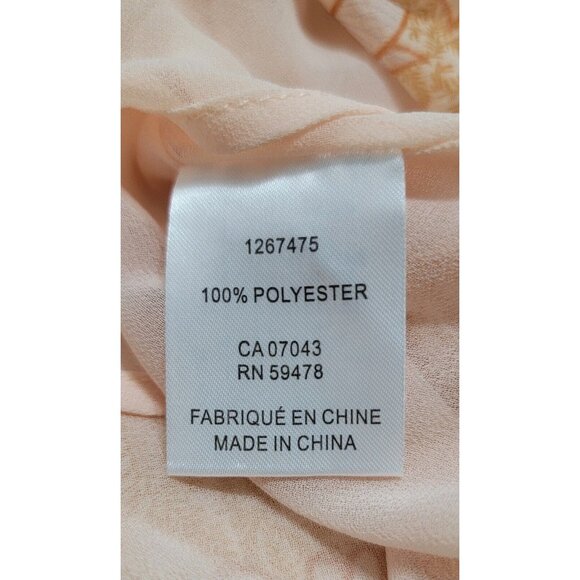 1267475
100% POLYESTER
CA 07043
RN 59478
FABRIQUÉ EN CHINE
MADE IN CHINA